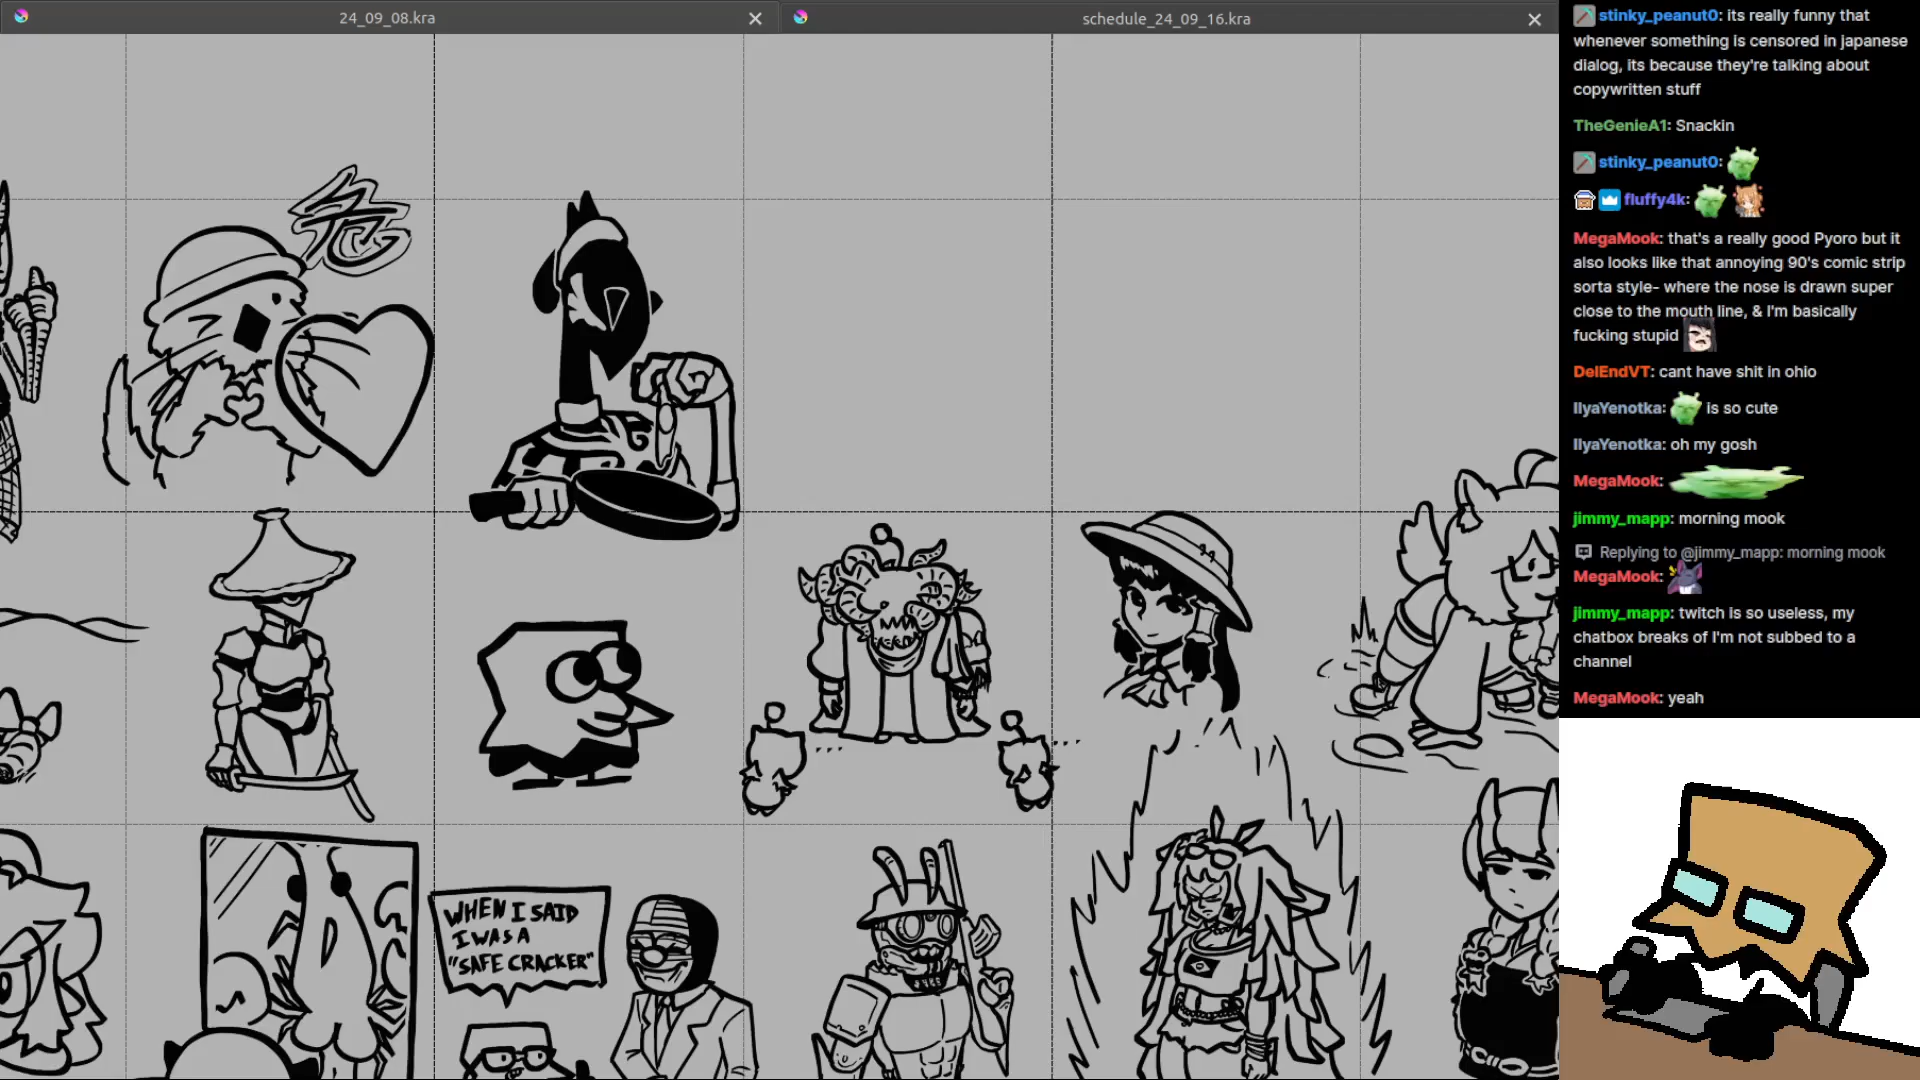 24_09_08.kra
schedule_24_09_16.kra
危
WHEN I SAID
I WAS A
"SAFE CRACKER"
stinky_peanut0: its really funny that
whenever something is censored in japanese
dialog, its because they're talking about
copywritten stuff
TheGenieA1: Snackin
stinky_peanut0:
fluffy4k:
MegaMook: that's a really good Pyoro but it
also looks like that annoying 90's comic strip
sorta style- where the nose is drawn super
close to the mouth line, & I'm basically
fucking stupid
DelEndVT: cant have shit in ohio
IlyaYenotka: is so cute
IlyaYenotka: oh my gosh
MegaMook:
jimmy_mapp: morning mook
Replying to @jimmy_mapp: morning mook
MegaMook:
jimmy_mapp: twitch is so useless, my
chatbox breaks of I'm not subbed to a
channel
MegaMook: yeah